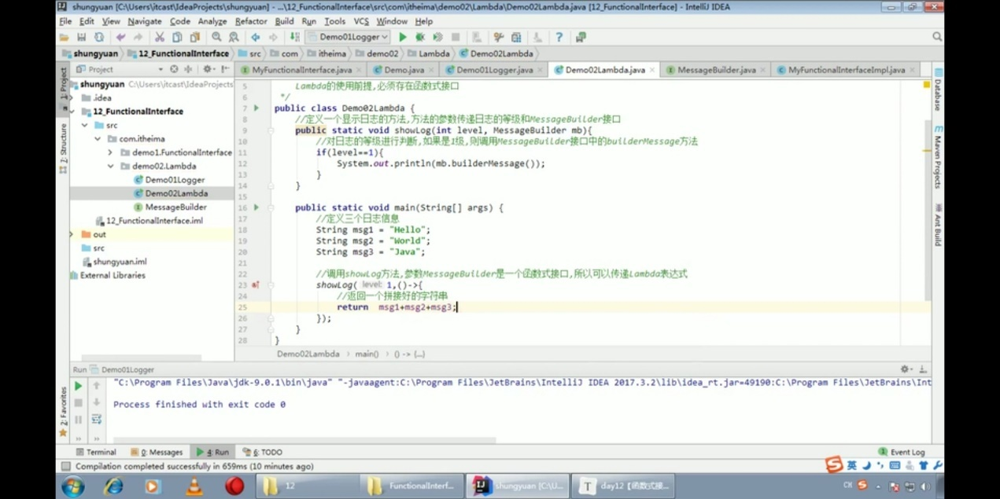 shungyuan [C:\Users\itcast\IdeaProjects\shungyuan] - ...\12_FunctionalInterface\src\com\itheima\demo02\Lambda\Demo02Lambda.java [12_FunctionalInterface] - IntelliJ IDEA
File Edit View Navigate Code Analyze Refactor Build Run Tools VCS Window Help
Demo01Logger
shungyuan 12_FunctionalInterface src com itheima demo02 Lambda Demo02Lambda
Project
MyFunctionalInterface.java Demo.java Demo01Logger.java Demo02Lambda.java MessageBuilder.java MyFunctionalInterfaceImpl.java
1: Project
2: Structure
2: Favorites
shungyuan C:\Users\itcast\IdeaProjects
.idea
12_FunctionalInterface
src
com.itheima
demo1.FunctionalInterface
demo02.Lambda
Demo01Logger
Demo02Lambda
MessageBuilder
12_FunctionalInterface.iml
out
src
shungyuan.iml
External Libraries
5 Lambda的使用前提,必须存在函数式接口
6 */
7 public class Demo02Lambda {
8 //定义一个显示日志的方法,方法的参数传递日志的等级和MessageBuilder接口
9 public static void showLog(int level, MessageBuilder mb){
10 //对日志的等级进行判断,如果是1级,则调用MessageBuilder接口中的builderMessage方法
11 if(level==1){
12 System.out.println(mb.builderMessage());
13 }
14 }
15
16 public static void main(String[] args) {
17 //定义三个日志信息
18 String msg1 = "Hello";
19 String msg2 = "World";
20 String msg3 = "Java";
21
22 //调用showLog方法,参数MessageBuilder是一个函数式接口,所以可以传递Lambda表达式
23 showLog( level: 1,()->{
24 //返回一个拼接好的字符串
25 return msg1+msg2+msg3;
26 });
27 }
28 }
Demo02Lambda main() () -> {...}
Database
Maven Projects
Ant Build
Run Demo01Logger
"C:\Program Files\Java\jdk-9.0.1\bin\java" "-javaagent:C:\Program Files\JetBrains\IntelliJ IDEA 2017.3.2\lib\idea_rt.jar=49190:C:\Program Files\JetBrains\Int
Process finished with exit code 0
Terminal 0: Messages 4: Run 6: TODO Event Log
Compilation completed successfully in 659ms (10 minutes ago)
英
12 FunctionalInterf... shungyuan [C:\U... day12【函数式接... CH